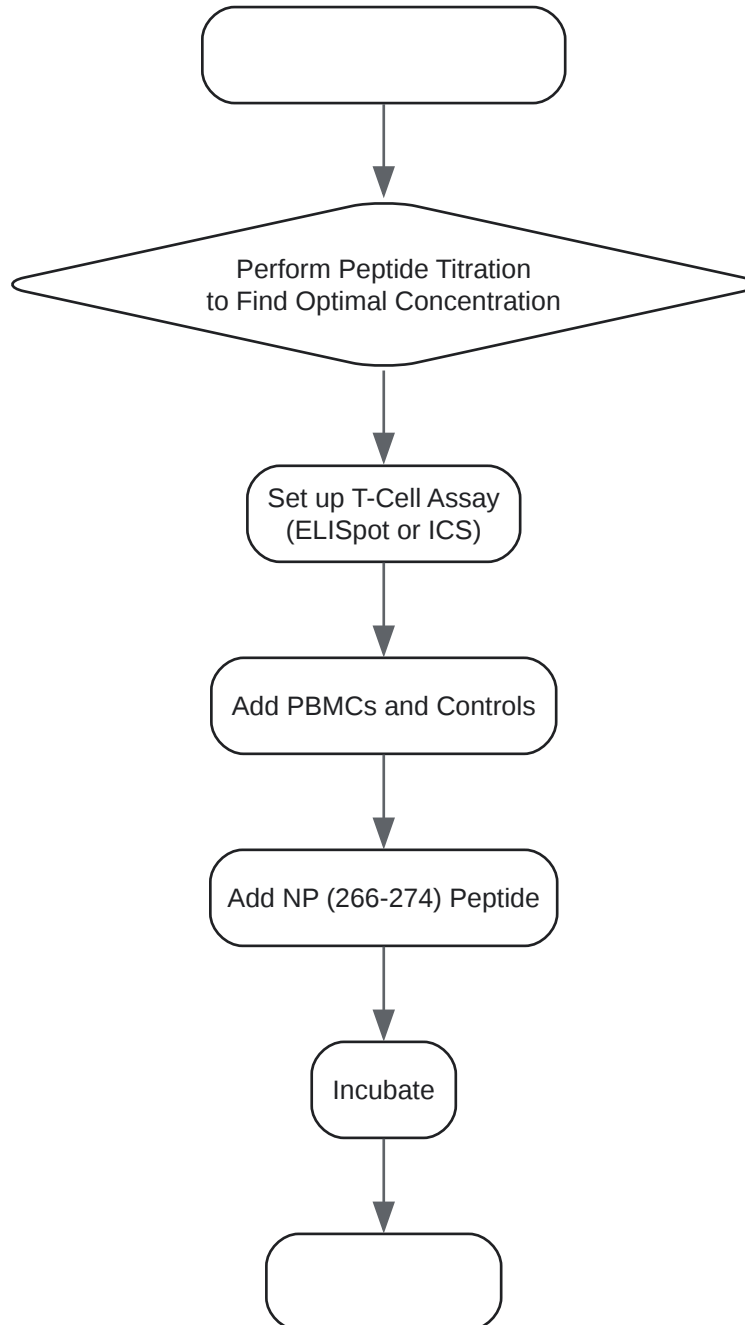 Perform Peptide Titration
to Find Optimal Concentration
Set up T-Cell Assay
(ELISpot or ICS)
Add PBMCs and Controls
Add NP (266-274) Peptide
Incubate